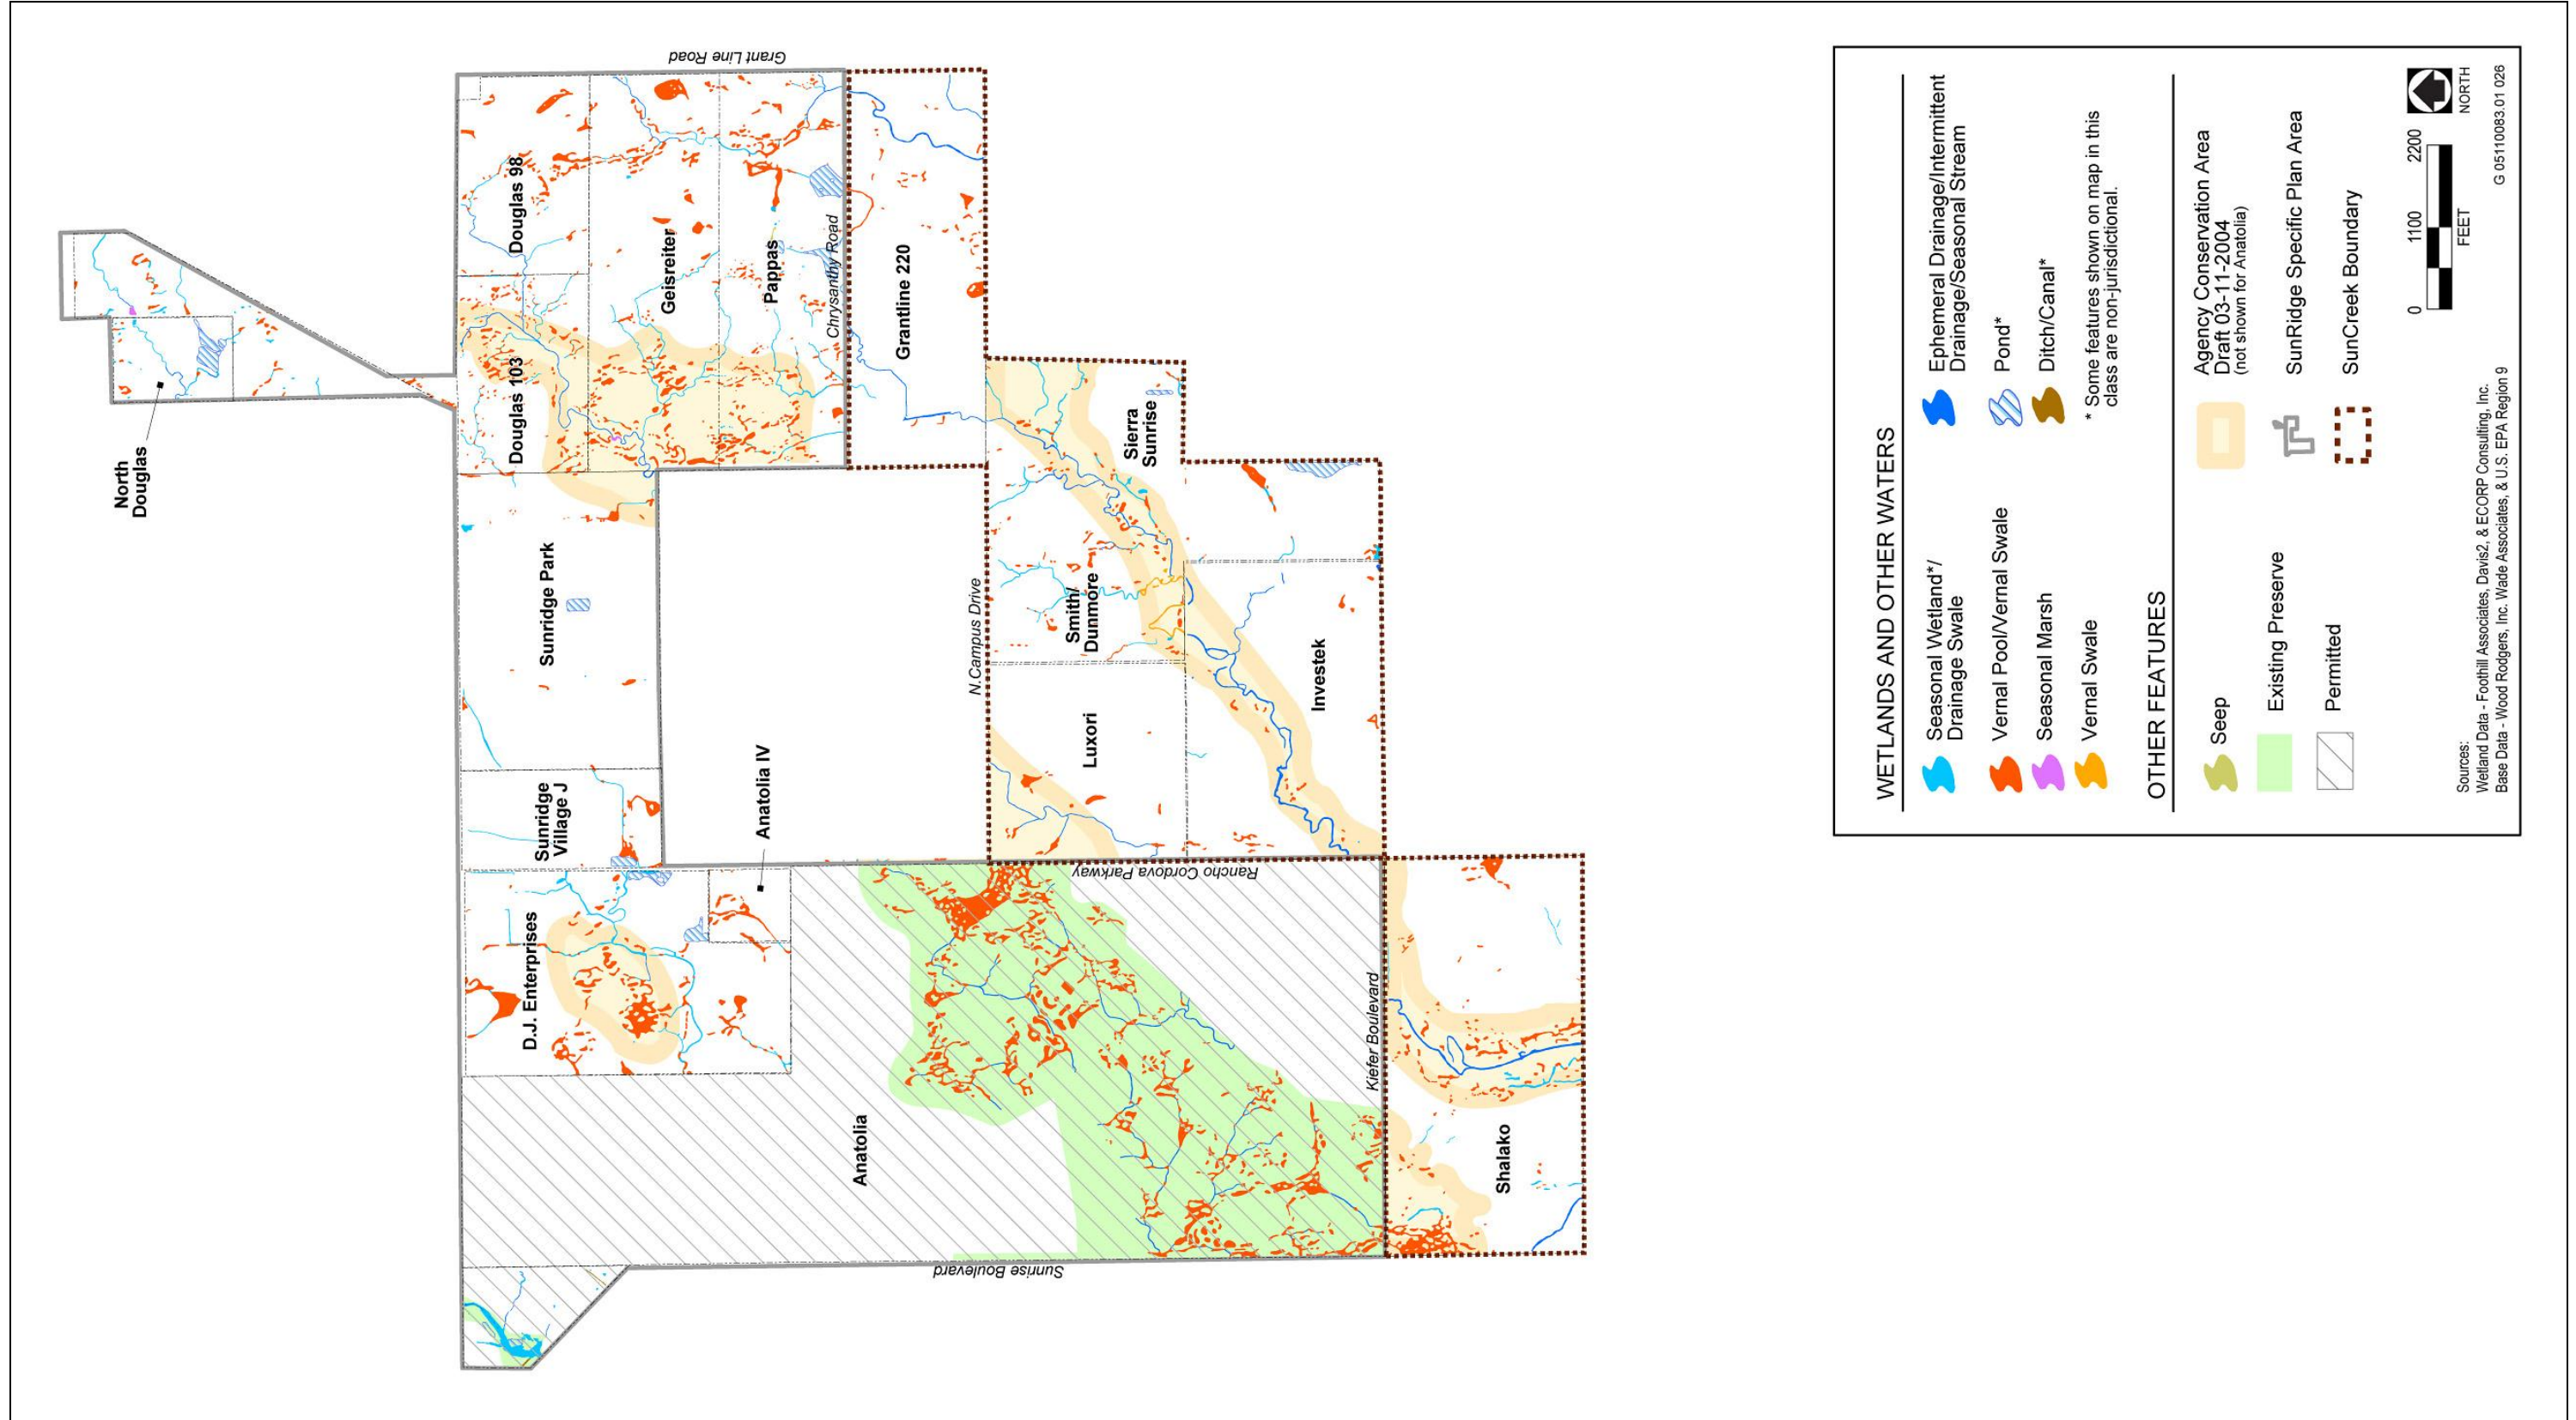 Grant Line Road
North
Douglas
Douglas 98
Douglas 103
Geisreiter
Pappas
Chrysanthy Road
Grantline 220
Sierra
Sunrise
Sunridge Park
N.Campus Drive
Smith/
Dunmore
Luxori
Investek
Sunridge
Village J
Anatolia IV
D.J. Enterprises
Rancho Cordova Parkway
Kiefer Boulevard
Anatolia
Shalako
Sunrise Boulevard
WETLANDS AND OTHER WATERS
Seasonal Wetland*/
Drainage Swale
Vernal Pool/Vernal Swale
Seasonal Marsh
Vernal Swale
Ephemeral Drainage/Intermittent
Drainage/Seasonal Stream
Pond*
Ditch/Canal*
* Some features shown on map in this
class are non-jurisdictional.
OTHER FEATURES
Seep
Existing Preserve
Permitted
Agency Conservation Area
Draft 03-11-2004
(not shown for Anatolia)
SunRidge Specific Plan Area
SunCreek Boundary
0 1100 2200
FEET
NORTH
Sources:
Wetland Data - Foothill Associates, Davis2, & ECORP Consulting, Inc.
Base Data - Wood Rodgers, Inc. Wade Associates, & U.S. EPA Region 9
G 05110083.01 026